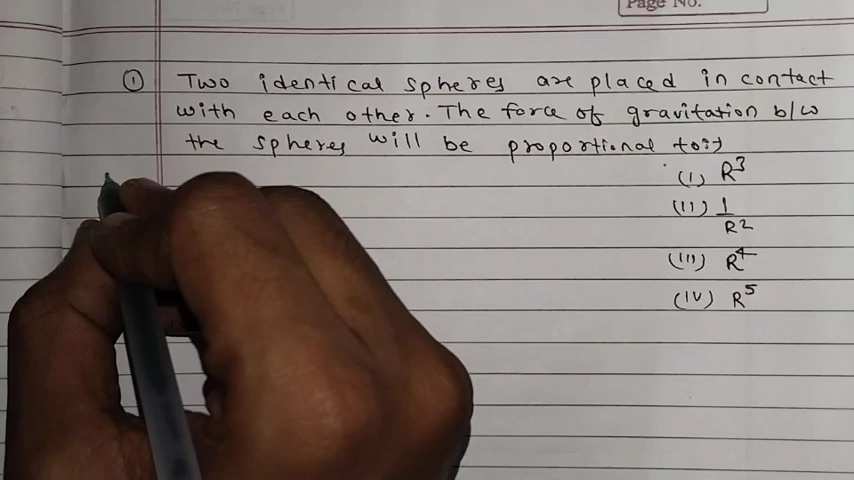 Page No.
① Two identical spheres are placed in contact
with each other. The force of gravitation b/w
the spheres will be proportional to:→
(i) R³
(ii) 1/R²
(iii) R⁴
(iv) R⁵